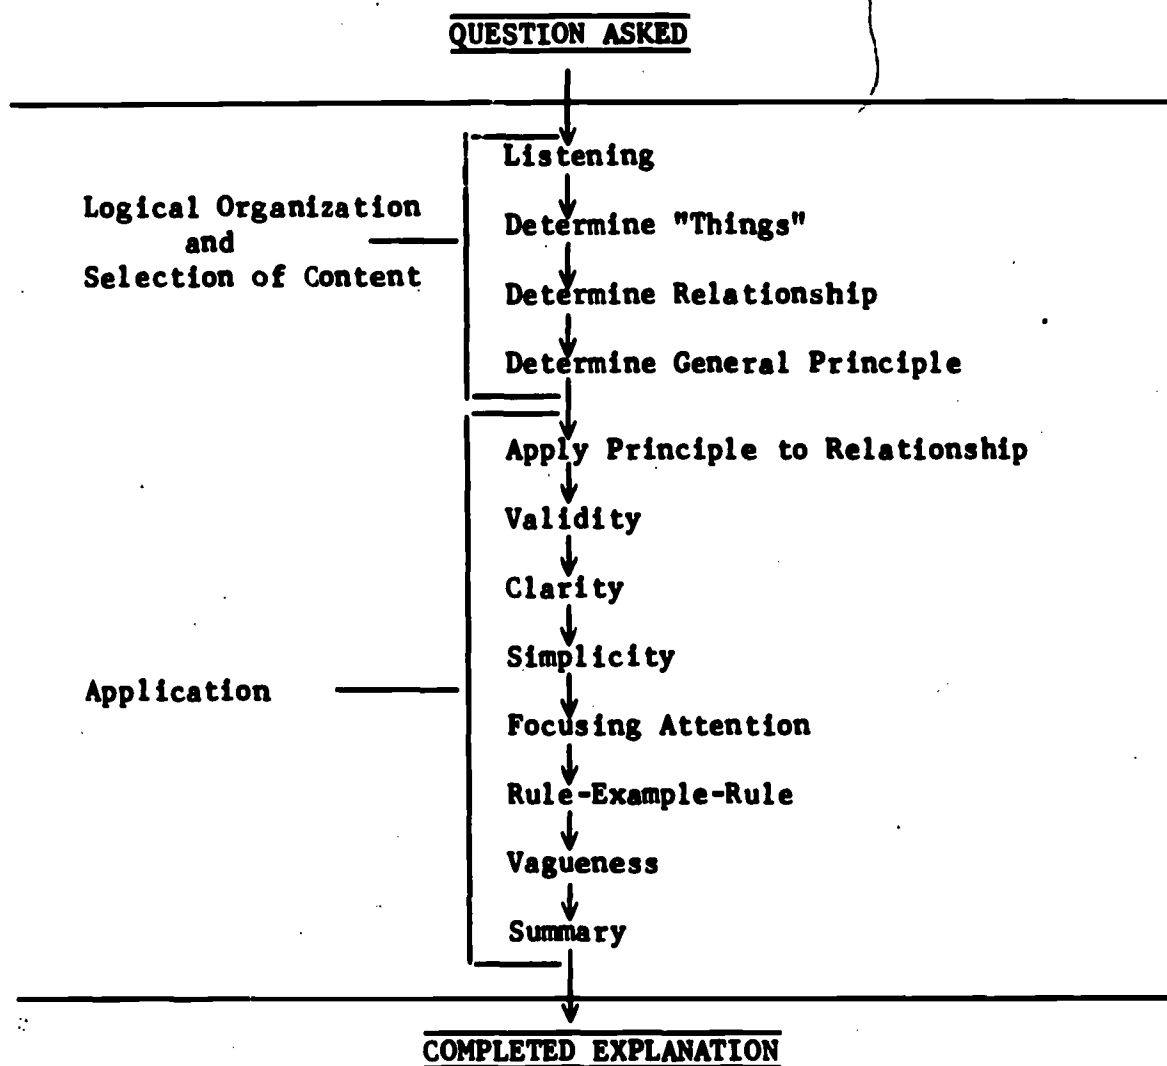 QUESTION ASKED
Listening
Logical Organization
and
Selection of Content
Determine "Things"
Determine Relationship
Determine General Principle
Apply Principle to Relationship
Validity
Clarity
Simplicity
Application
Focusing Attention
Rule-Example-Rule
Vagueness
Summary
COMPLETED EXPLANATION